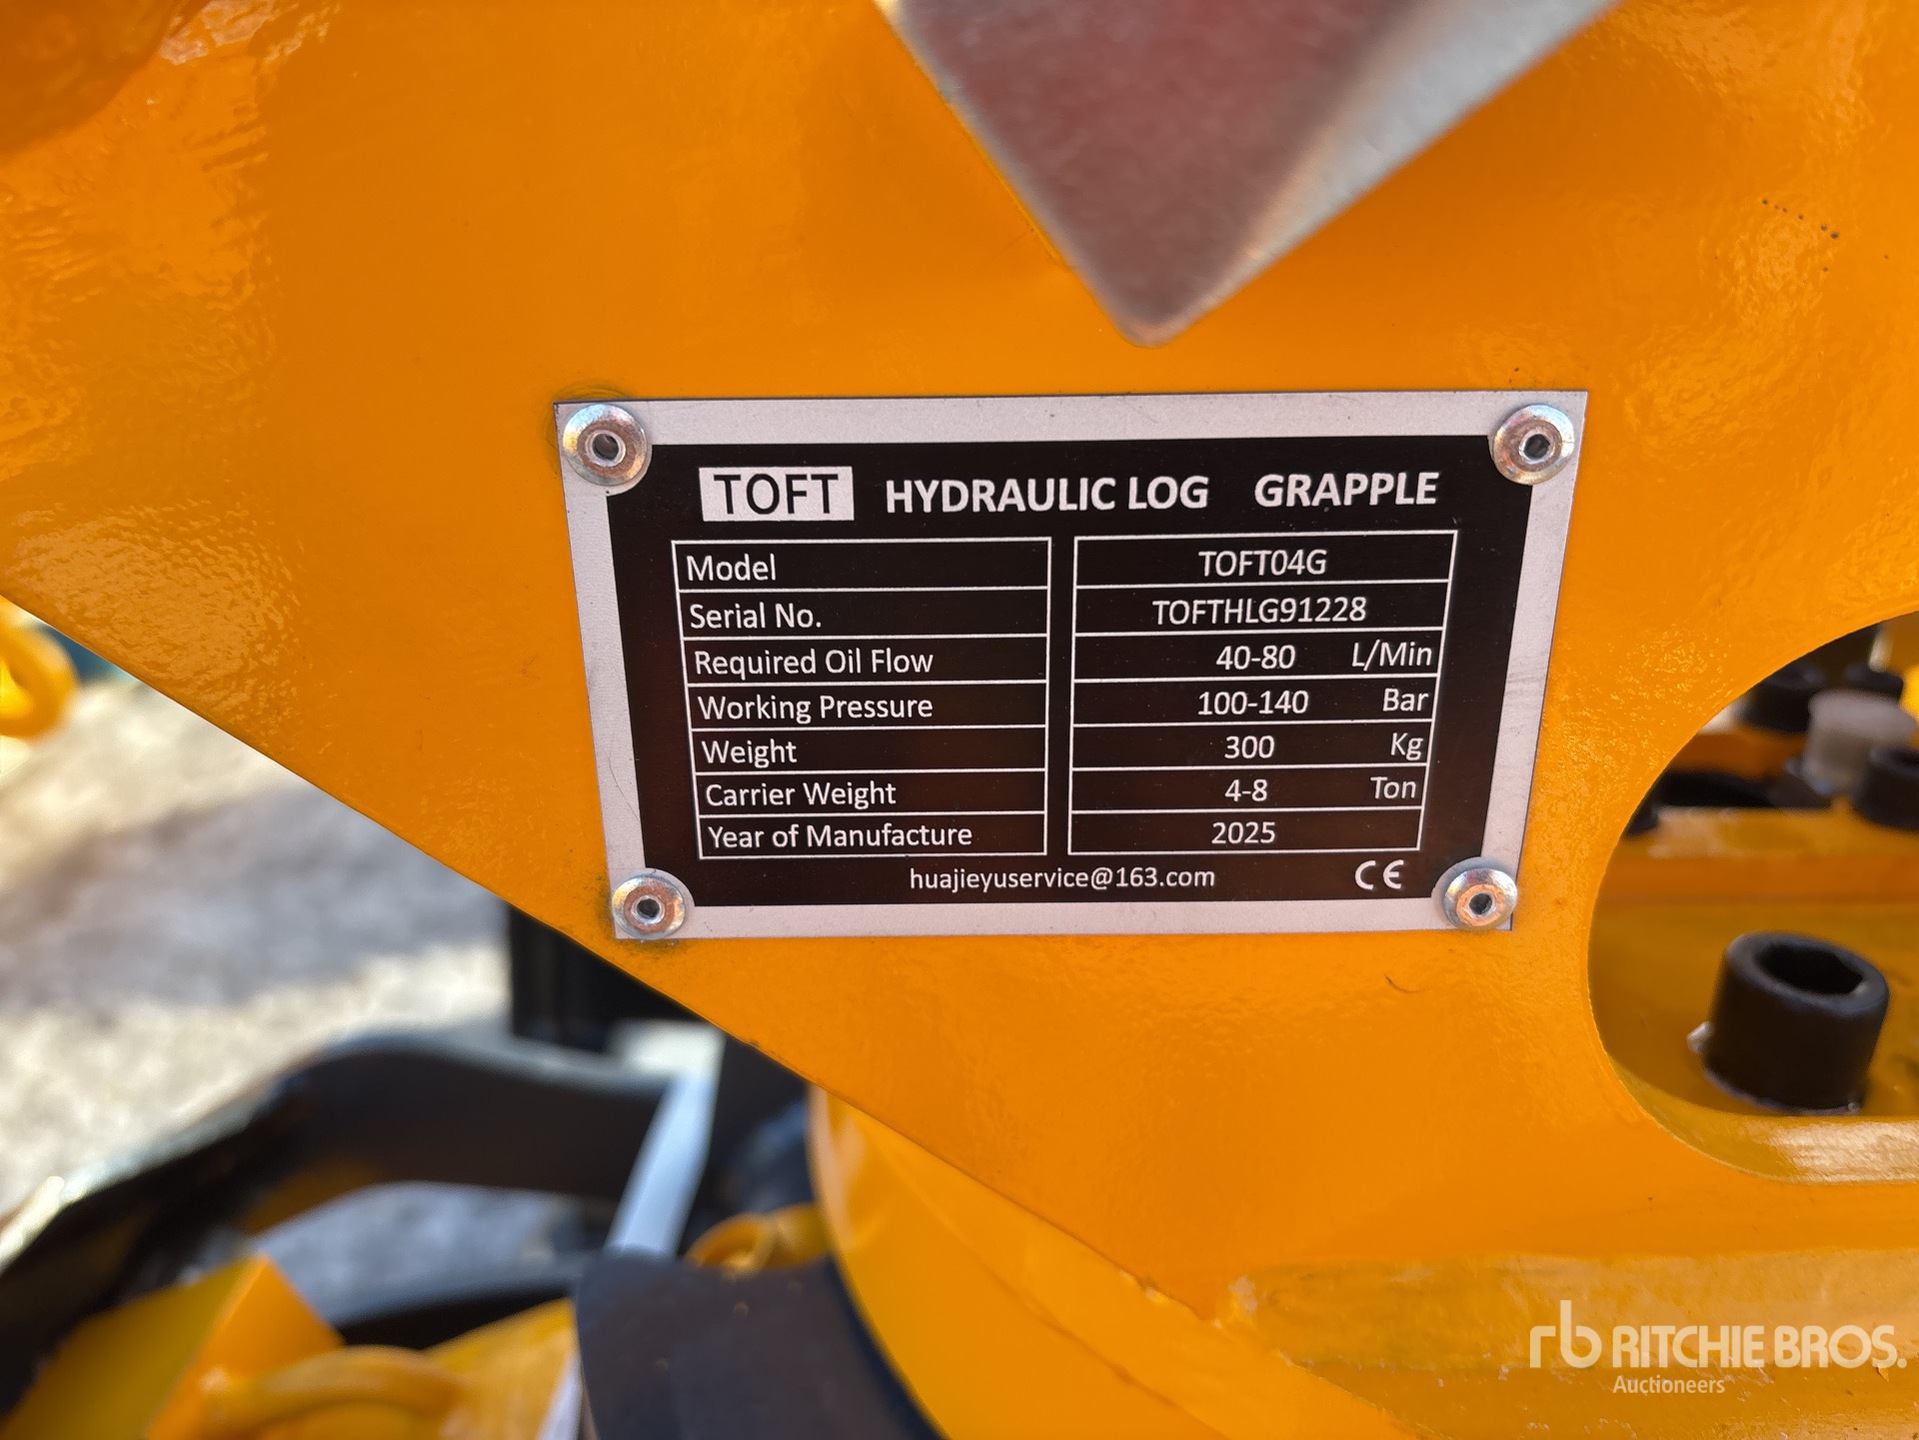 TOFT HYDRAULIC LOG GRAPPLE
Model TOFT04G
Serial No. TOFTHLG91228
Required Oil Flow 40-80 L/Min
Working Pressure 100-140 Bar
Weight 300 Kg
Carrier Weight 4-8 Ton
Year of Manufacture 2025
huajieyuservice@163.com CE
rb RITCHIE BROS.
Auctioneers